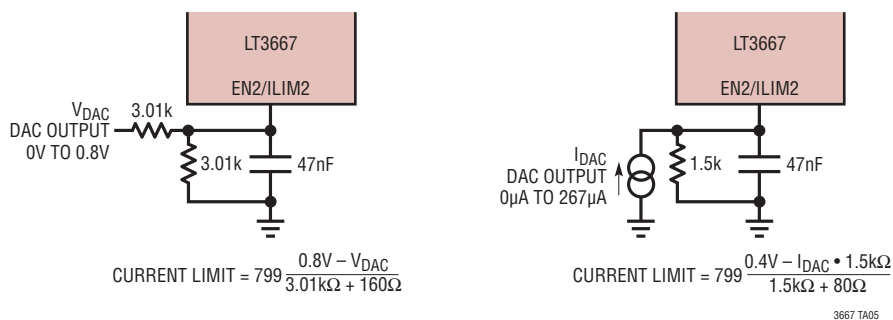 LT3667
EN2/ILIM2
V_DAC
DAC OUTPUT
0V TO 0.8V
3.01k
3.01k
47nF
CURRENT LIMIT = 799 (0.8V – V_DAC)/(3.01kΩ + 160Ω)
LT3667
EN2/ILIM2
I_DAC
DAC OUTPUT
0µA TO 267µA
1.5k
47nF
CURRENT LIMIT = 799 (0.4V – I_DAC • 1.5kΩ)/(1.5kΩ + 80Ω)
3667 TA05